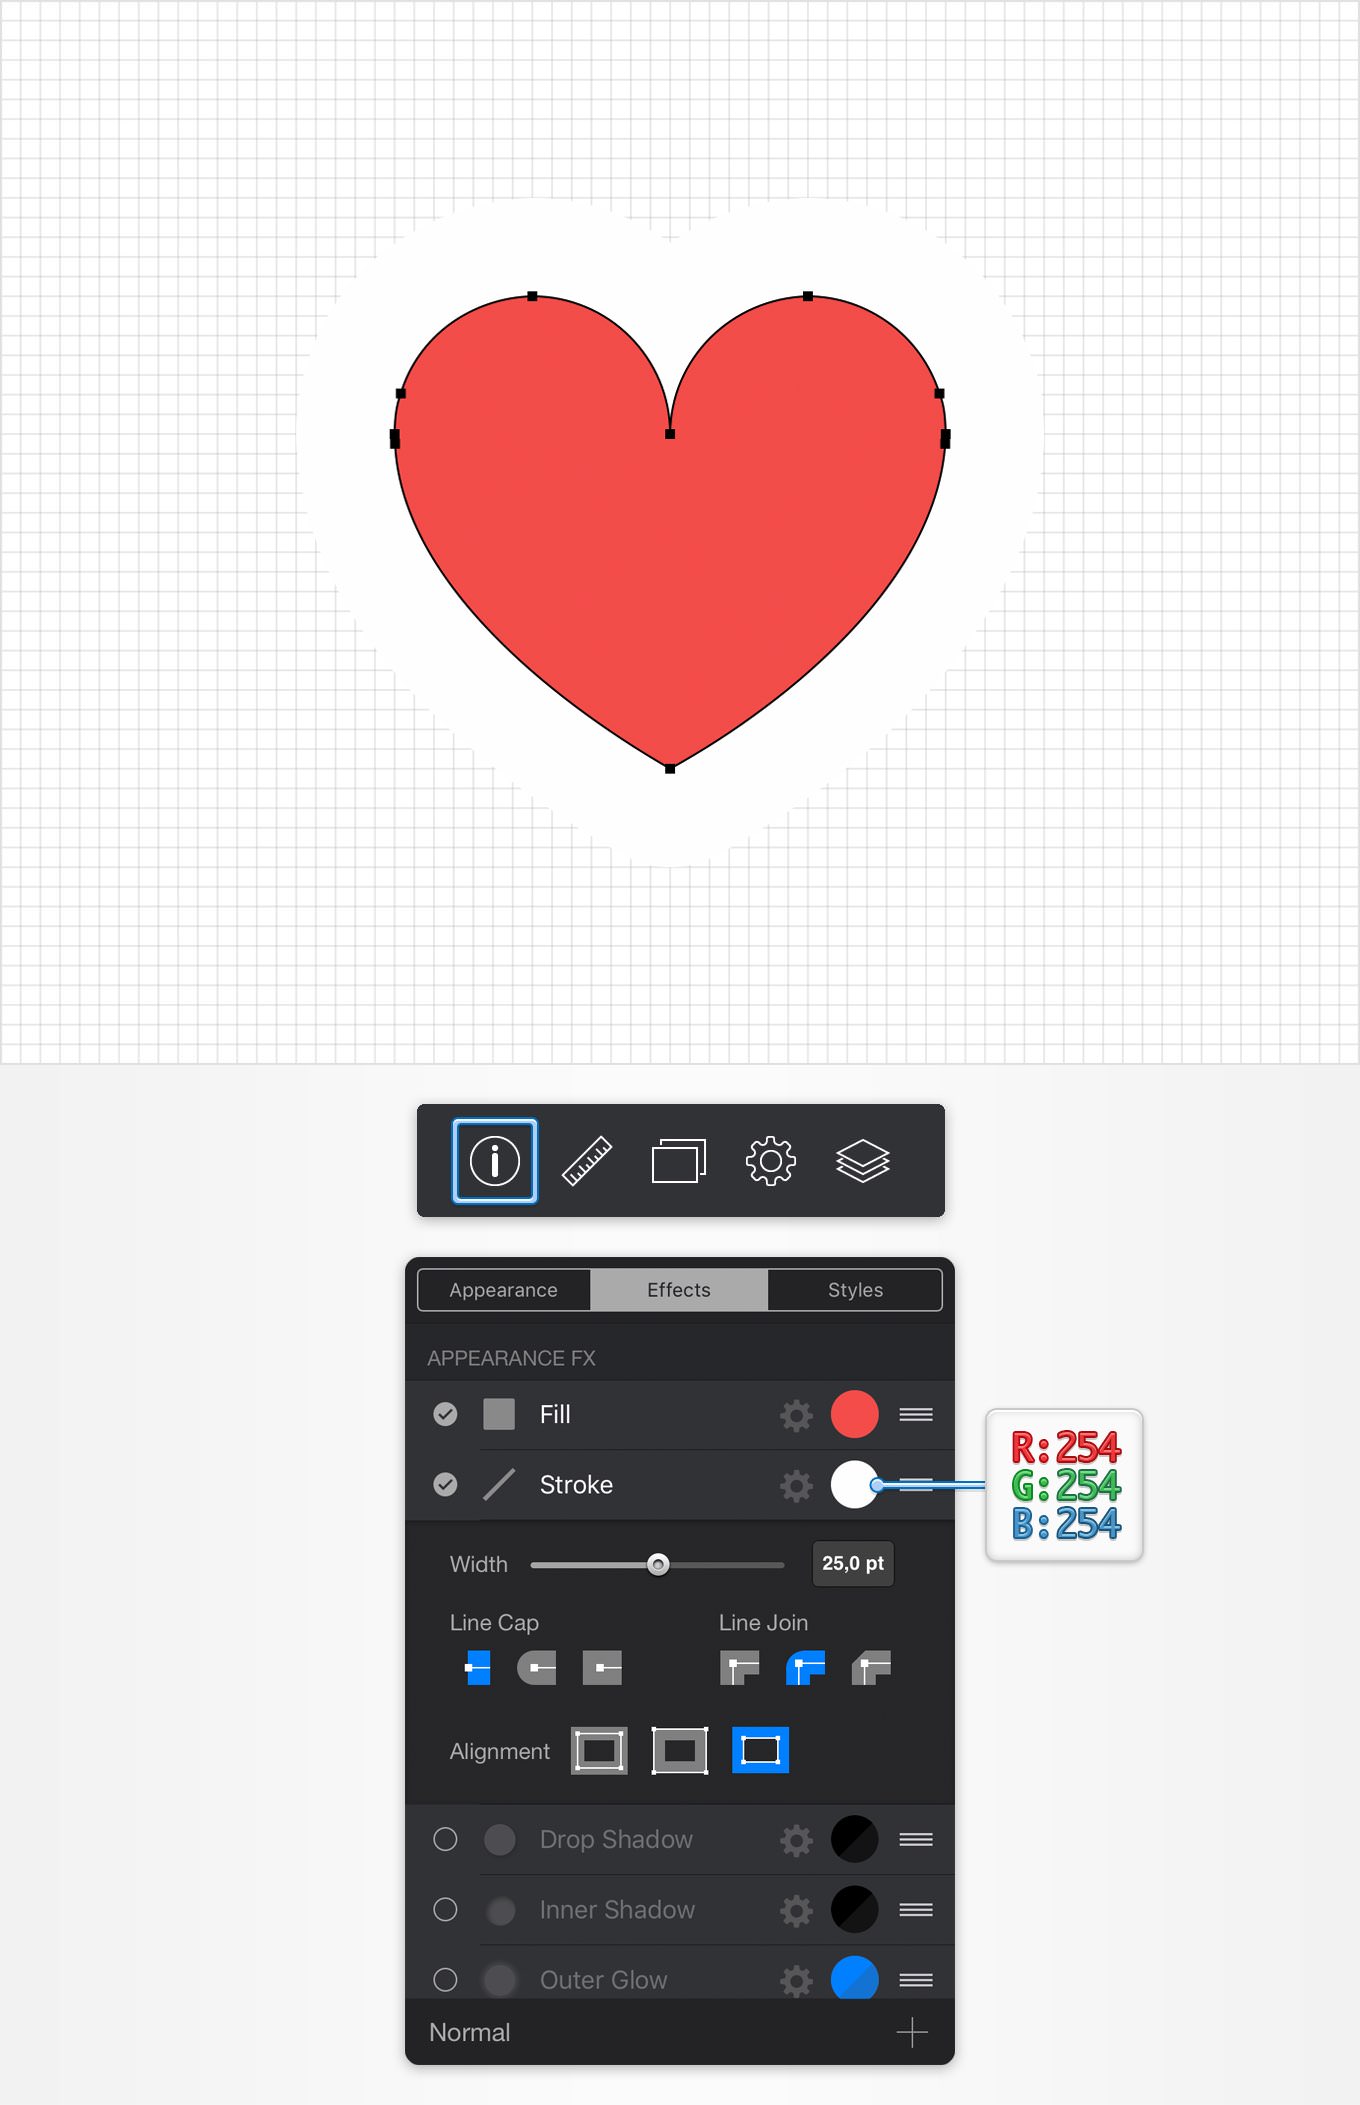 Appearance
Effects
Styles
APPEARANCE FX
Fill
Stroke
R:254
G:254
B:254
Width
25,0 pt
Line Cap
Line Join
Alignment
Drop Shadow
Inner Shadow
Outer Glow
Normal